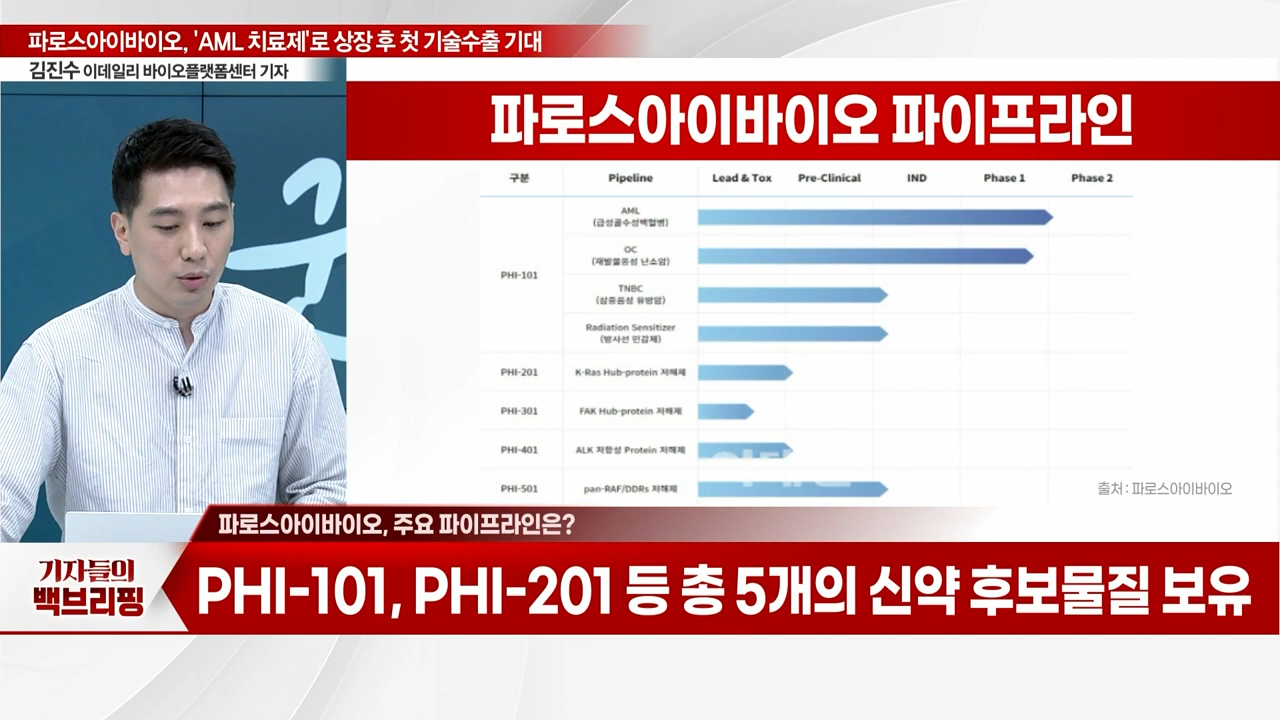 파로스아이바이오, 'AML 치료제'로 상장 후 첫 기술수출 기대
김진수 이데일리 바이오플랫폼센터 기자
파로스아이바이오 파이프라인
구분 Pipeline Lead & Tox Pre-Clinical IND Phase 1 Phase 2
PHI-101
AML
(급성골수성백혈병)
OC
(재발불응성 난소암)
TNBC
(삼중음성 유방암)
Radiation Sensitizer
(방사선 민감제)
PHI-201 K-Ras Hub-protein 저해제
PHI-301 FAK Hub-protein 저해제
PHI-401 ALK 저항성 Protein 저해제
PHI-501 pan-RAF/DDRs 저해제
출처 : 파로스아이바이오
파로스아이바이오, 주요 파이프라인은?
기자들의
백브리핑
PHI-101, PHI-201 등 총 5개의 신약 후보물질 보유